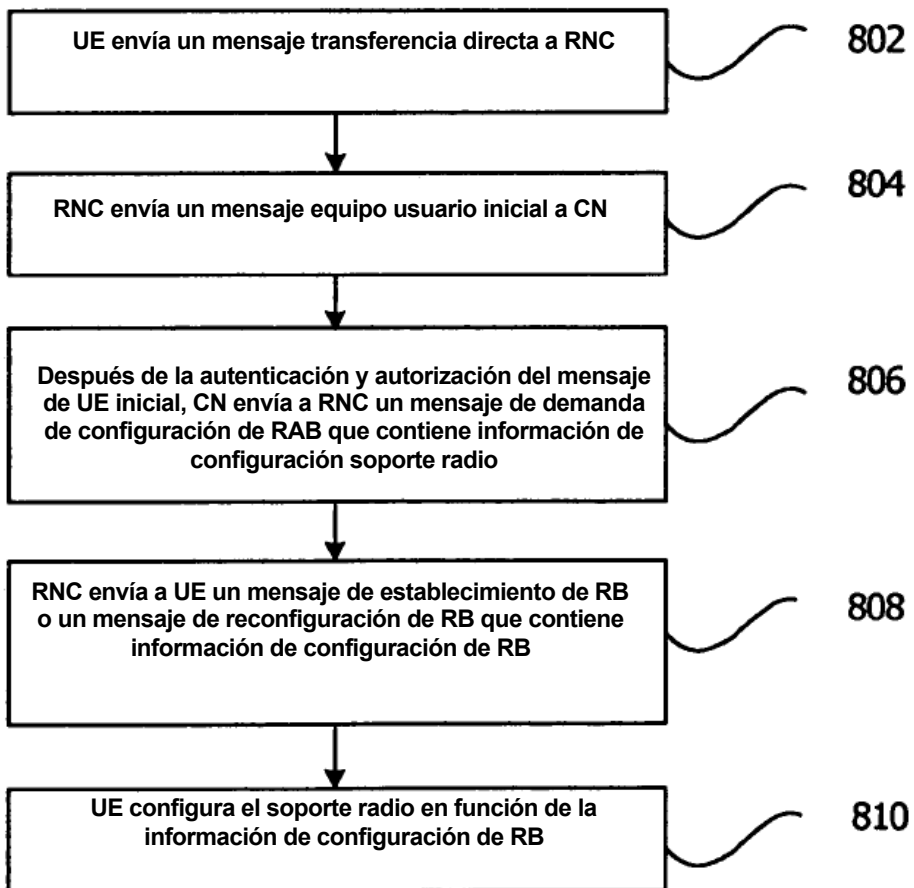 UE envía un mensaje transferencia directa a RNC
802
RNC envía un mensaje equipo usuario inicial a CN
804
Después de la autenticación y autorización del mensaje
de UE inicial, CN envía a RNC un mensaje de demanda
de configuración de RAB que contiene información de
configuración soporte radio
806
RNC envía a UE un mensaje de establecimiento de RB
o un mensaje de reconfiguración de RB que contiene
información de configuración de RB
808
UE configura el soporte radio en función de la
información de configuración de RB
810